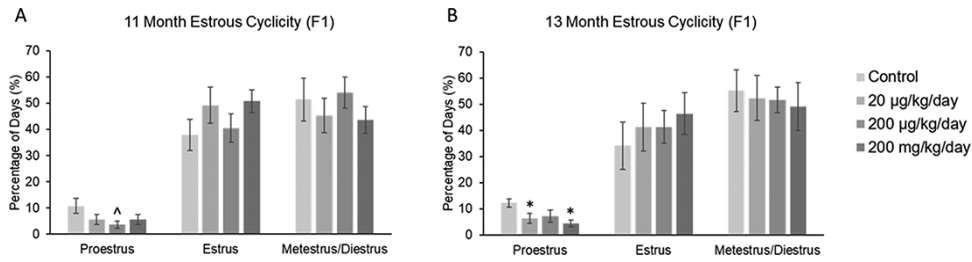 A
11 Month Estrous Cyclicity (F1)
Percentage of Days (%)
70
60
50
40
30
20
10
0
^
Proestrus
Estrus
Metestrus/Diestrus
B
13 Month Estrous Cyclicity (F1)
Percentage of Days (%)
70
60
50
40
30
20
10
0
*
*
Proestrus
Estrus
Metestrus/Diestrus
Control
20 µg/kg/day
200 µg/kg/day
200 mg/kg/day